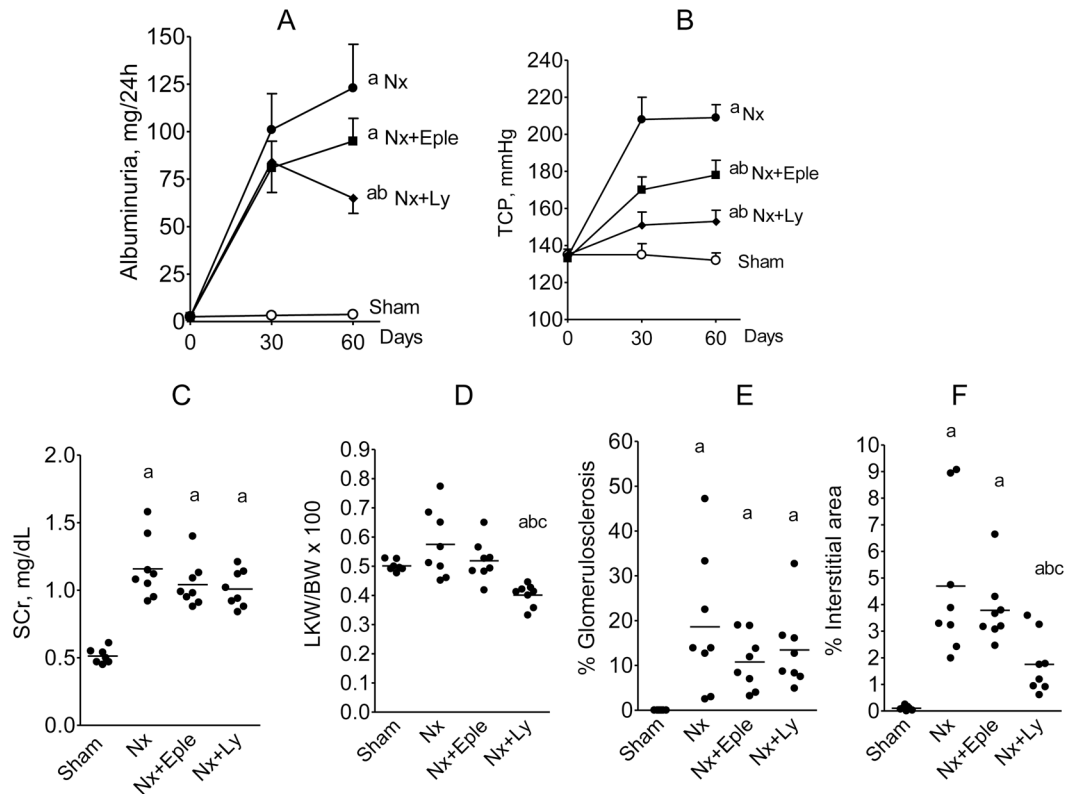 A
Albuminuria, mg/24h
150
125
100
75
50
25
0
0 30 60 Days
a Nx
a Nx+Eple
ab Nx+Ly
Sham
B
TCP, mmHg
240
220
200
180
160
140
120
100
0 30 60 Days
a Nx
ab Nx+Eple
ab Nx+Ly
Sham
C
SCr, mg/dL
2.0
1.5
1.0
0.5
0.0
a a a
Sham Nx Nx+Eple Nx+Ly
D
LKW/BW x 100
0.9
0.8
0.7
0.6
0.5
0.4
0.3
0.2
0.1
0.0
abc
Sham Nx Nx+Eple Nx+Ly
E
% Glomerulosclerosis
60
50
40
30
20
10
0
a a a
Sham Nx Nx+Eple Nx+Ly
F
% Interstitial area
10
9
8
7
6
5
4
3
2
1
0
a a abc
Sham Nx Nx+Eple Nx+Ly